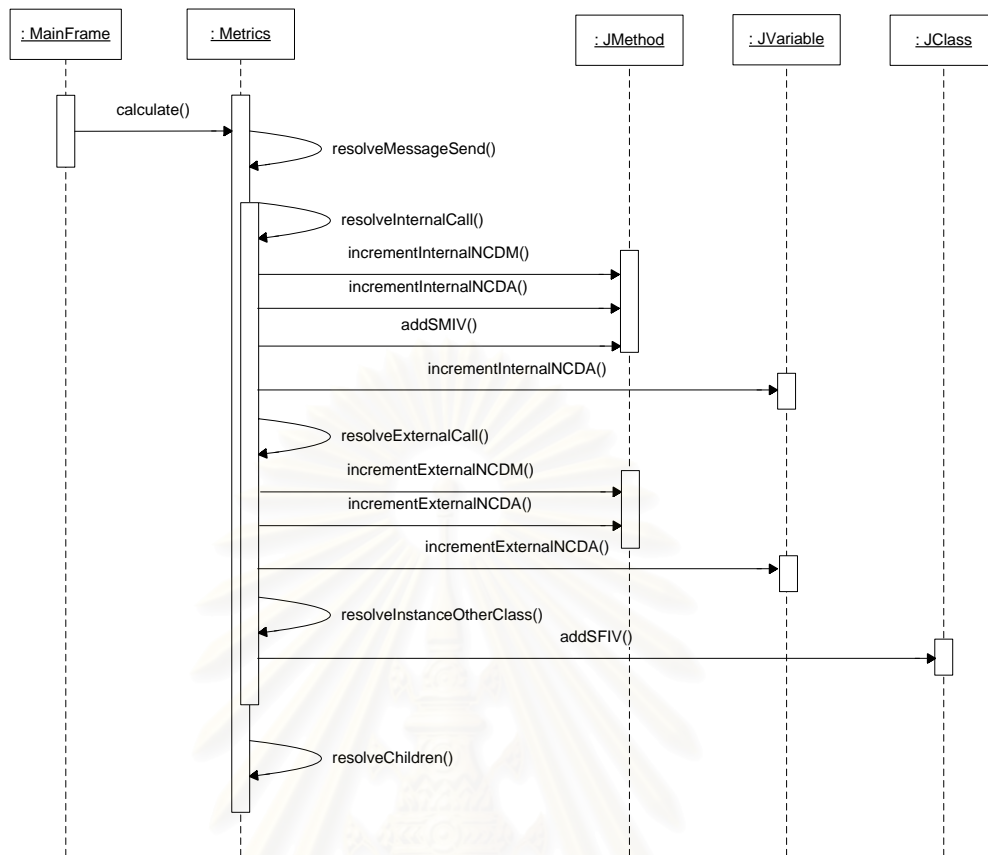 : MainFrame
: Metrics
: JMethod
: JVariable
: JClass
calculate()
resolveMessageSend()
resolveInternalCall()
incrementInternalNCDM()
incrementInternalNCDA()
addSMIV()
incrementInternalNCDA()
resolveExternalCall()
incrementExternalNCDM()
incrementExternalNCDA()
incrementExternalNCDA()
resolveInstanceOtherClass()
addSFIV()
resolveChildren()